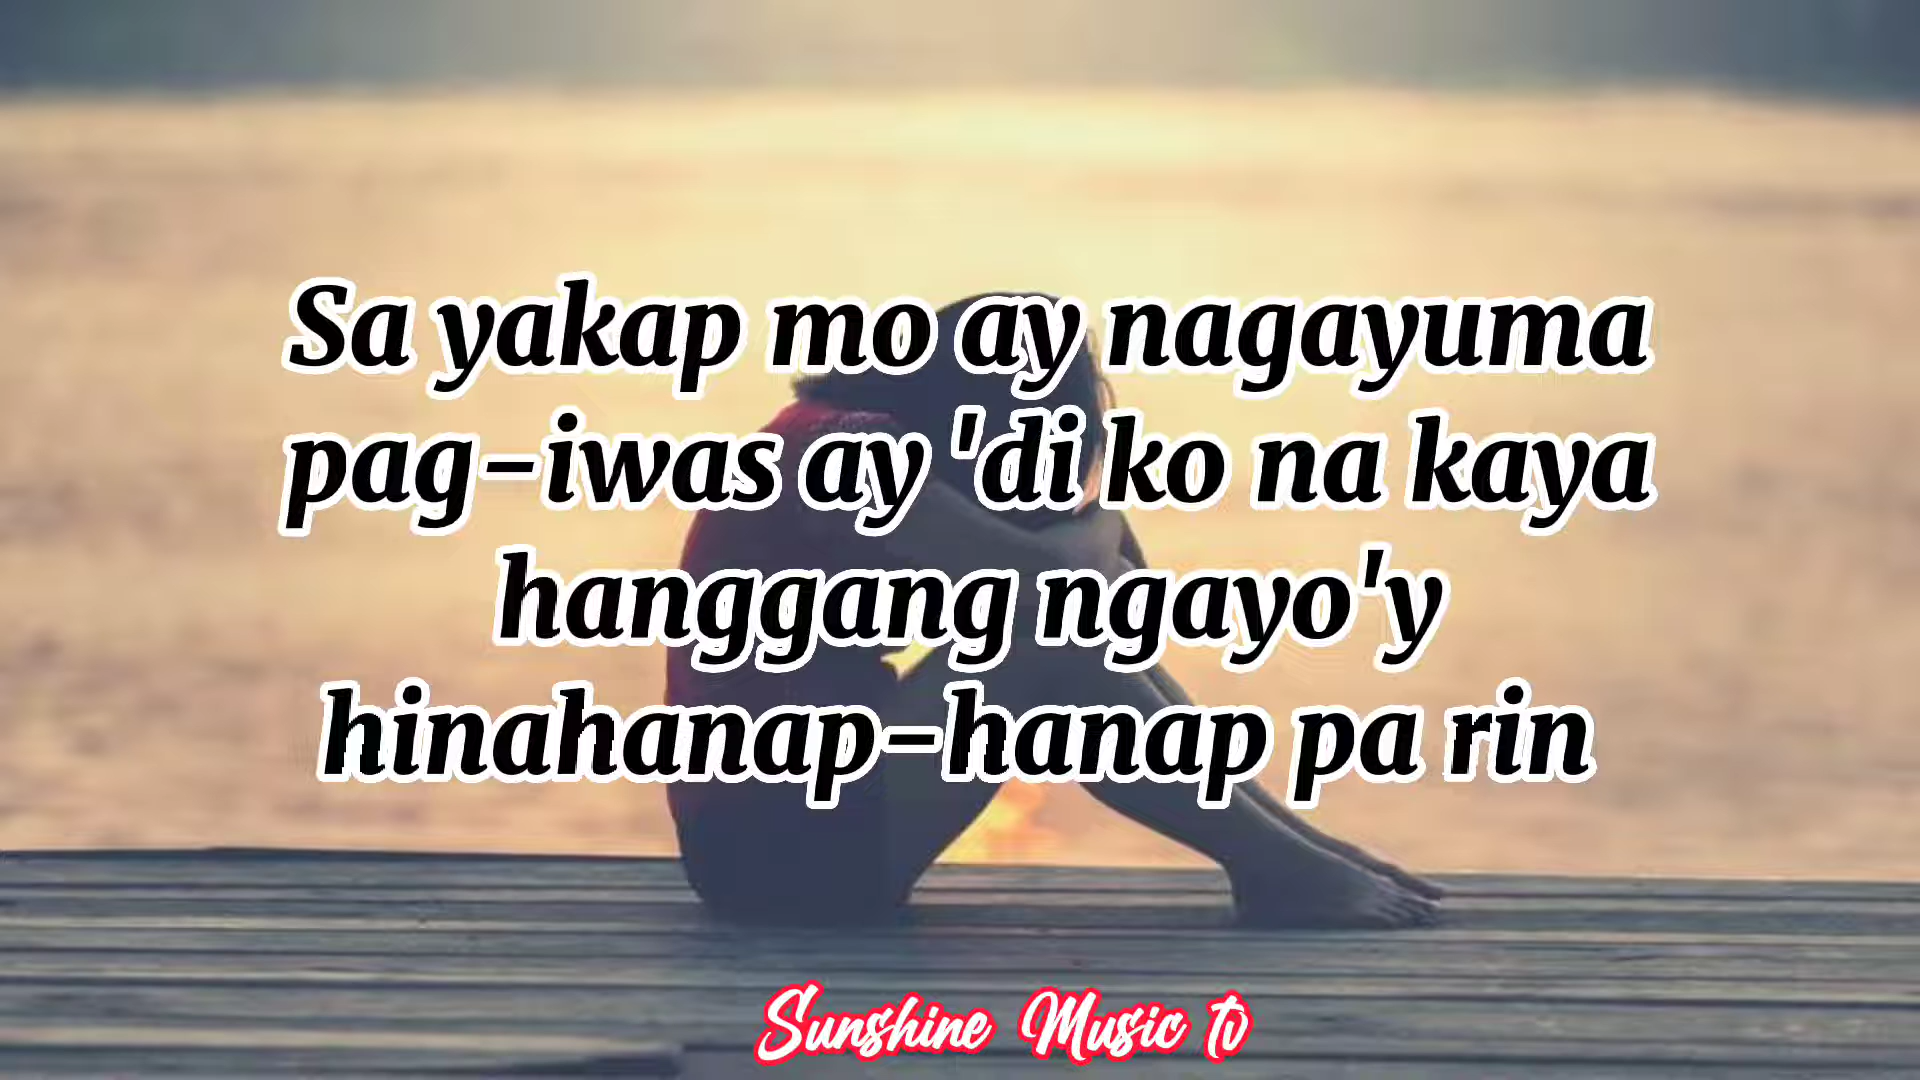 Sa yakap mo ay nagayuma
pag-iwas ay 'di ko na kaya
hanggang ngayo'y
hinahanap-hanap pa rin
Sunshine Music tv